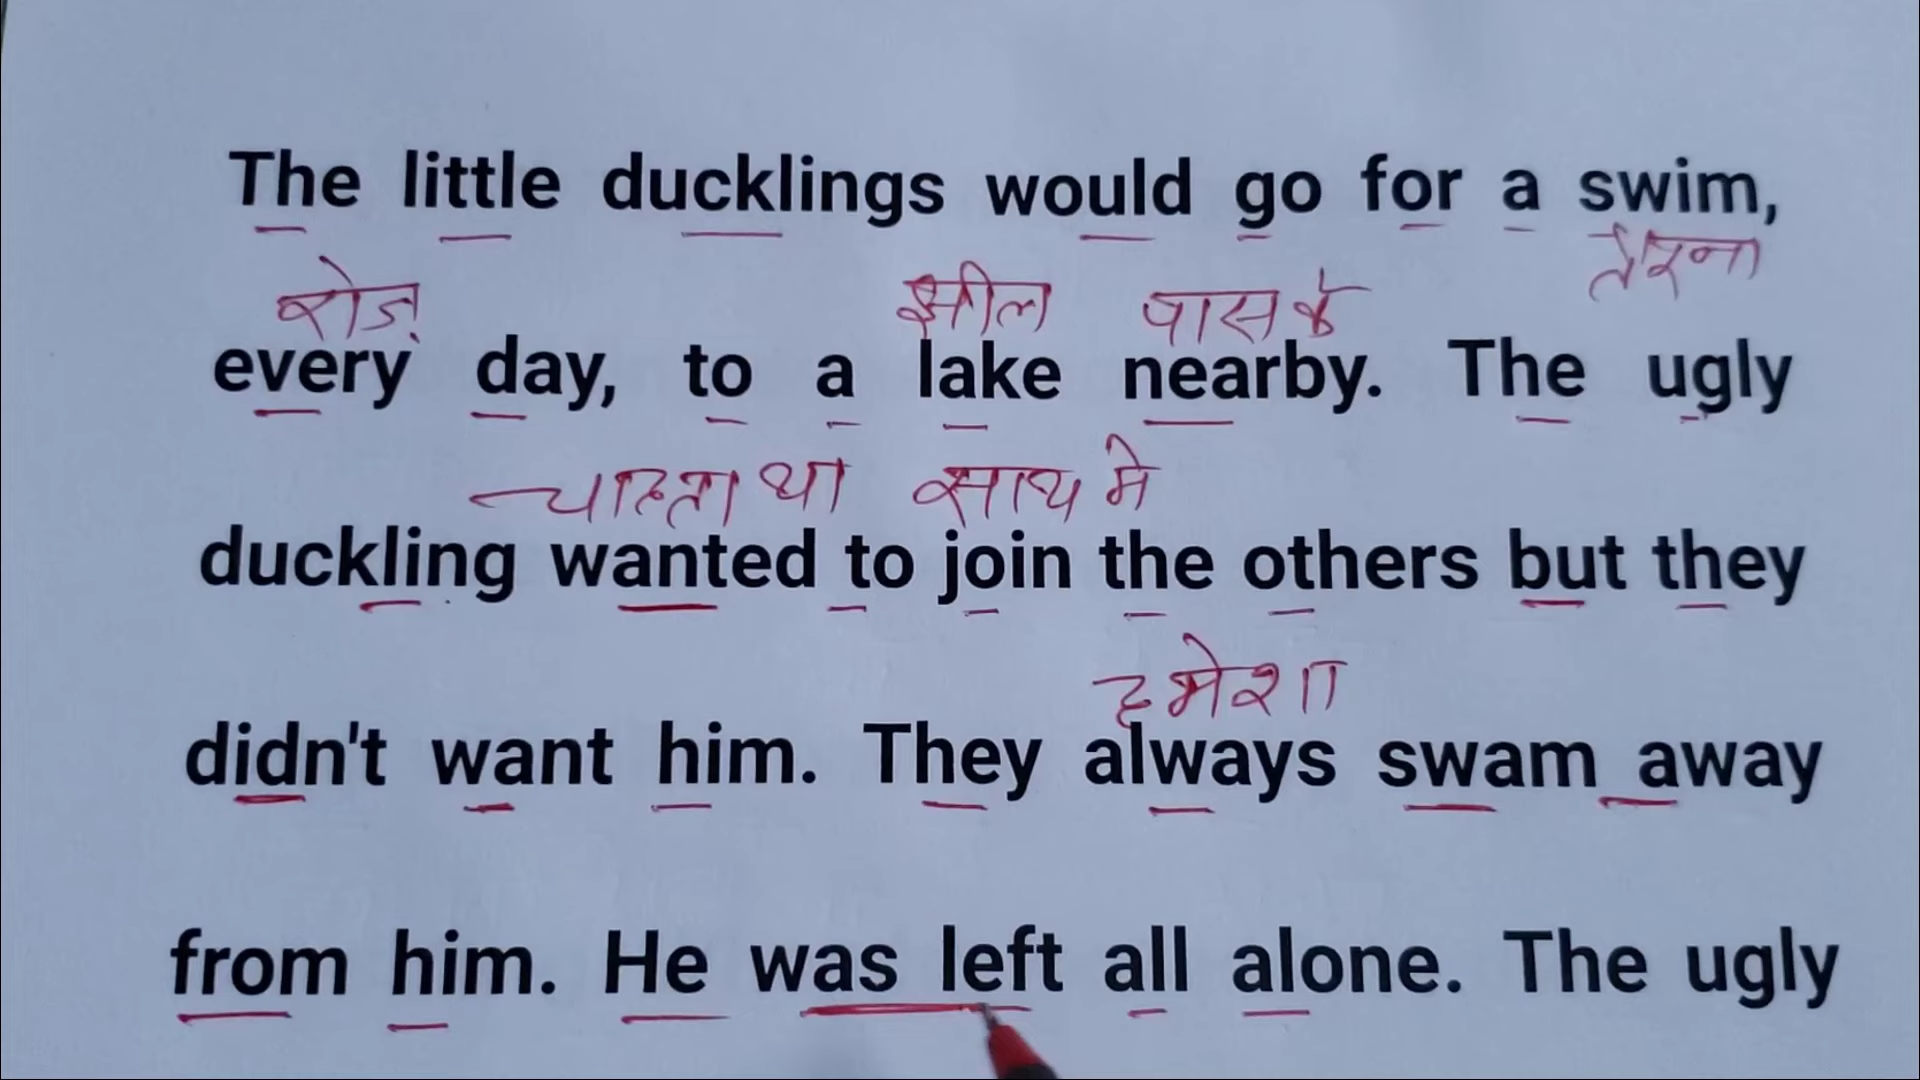 The little ducklings would go for a swim,
तैरना
रोज़ झील पास के
every day, to a lake nearby. The ugly
चाहता था साथ मे
duckling wanted to join the others but they
हमेशा
didn't want him. They always swam away
from him. He was left all alone. The ugly